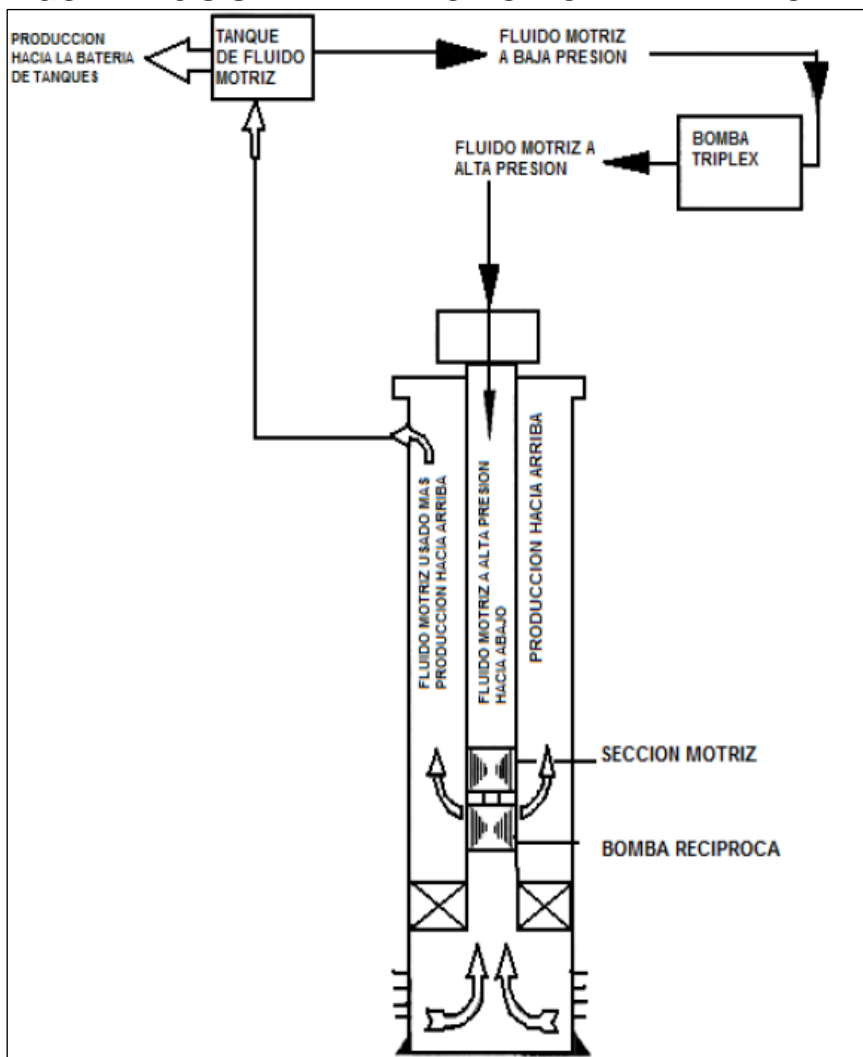 PRODUCCION
HACIA LA BATERIA
DE TANQUES
TANQUE
DE FLUIDO
MOTRIZ
FLUIDO MOTRIZ
A BAJA PRESION
FLUIDO MOTRIZ A
ALTA PRESION
BOMBA
TRIPLEX
FLUIDO MOTRIZ USADO MAS
PRODUCCION HACIA ARRIBA
FLUIDO MOTRIZ A ALTA PRESION
HACIA ABAJO
PRODUCCION HACIA ARRIBA
SECCION MOTRIZ
BOMBA RECIPROCA